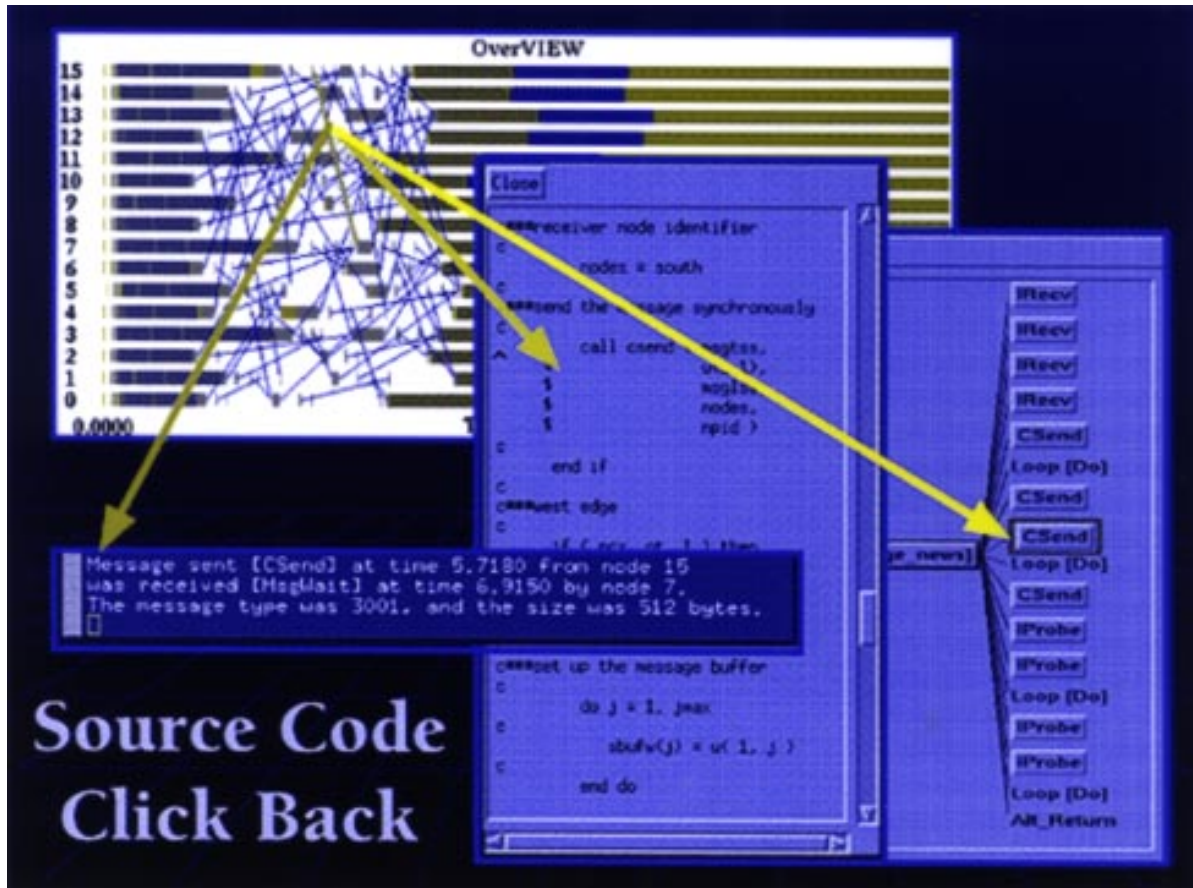 OverVIEW
15
14
13
12
11
10
9
8
7
6
5
4
3
2
1
0
0.0000
T
Close
c###receiver node identifier
c
nodes = south
c
c###send the message synchronously
c
^ call csend
$
$
$ nodes,
$ npid )
c
end if
c
c###west edge
c
Message sent [CSend] at time 5.7180 from node 15
was received [MsgWait] at time 6.9150 by node 7.
The message type was 3001, and the size was 512 bytes.
c###set up the message buffer
c
do j = 1, jmax
c
sbufw(j) = u( 1, j )
c
end do
IRecv
IRecv
IRecv
IRecv
CSend
Loop [Do]
CSend
CSend
ge_news]
Loop [Do]
CSend
IProbe
IProbe
Loop [Do]
IProbe
IProbe
Loop [Do]
Alt_Return
Source Code
Click Back